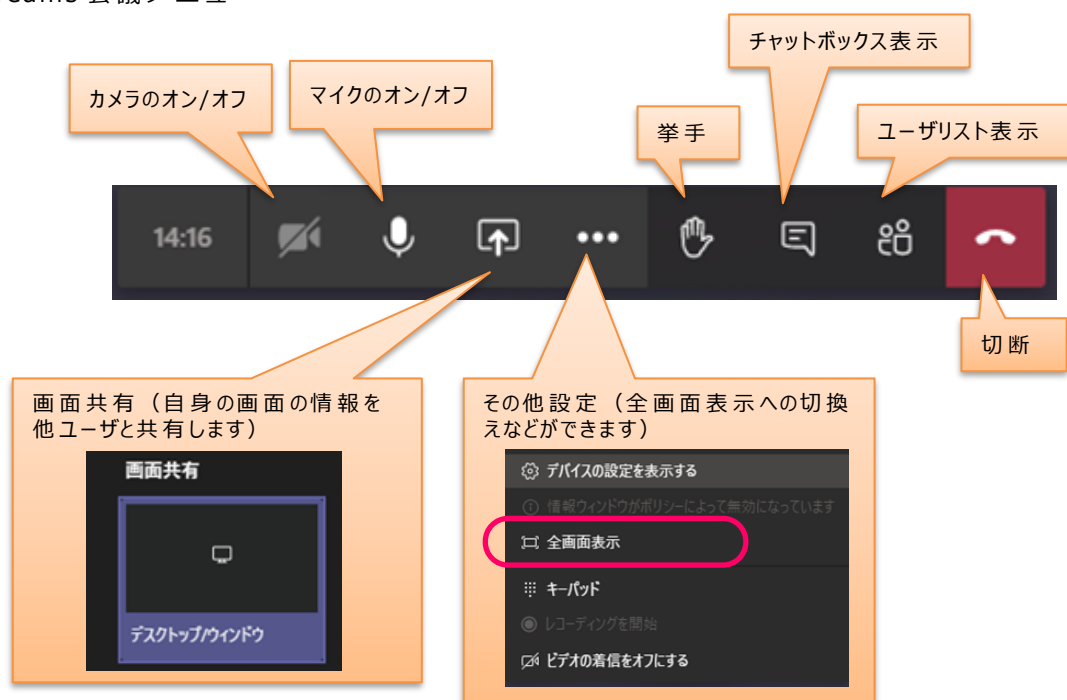 チャットボックス表示
カメラのオン/オフ
マイクのオン/オフ
挙手
ユーザリスト表示
14:16
切断
画面共有（自身の画面の情報を
他ユーザと共有します）
画面共有
デスクトップ/ウィンドウ
その他設定（全画面表示への切換
えなどができます）
デバイスの設定を表示する
情報ウィンドウがポリシーによって無効になっています
全画面表示
キーパッド
レコーディングを開始
ビデオの着信をオフにする